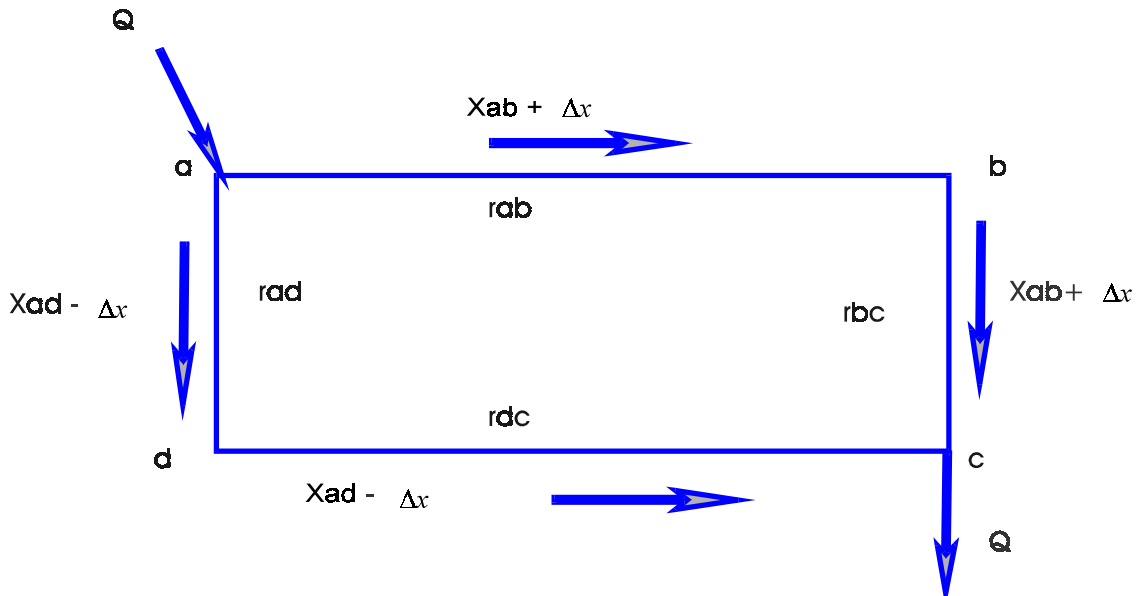 Q
Xab + Δx
a
b
rab
Xad - Δx
rad
Xab + Δx
rbc
rdc
d
c
Xad - Δx
Q